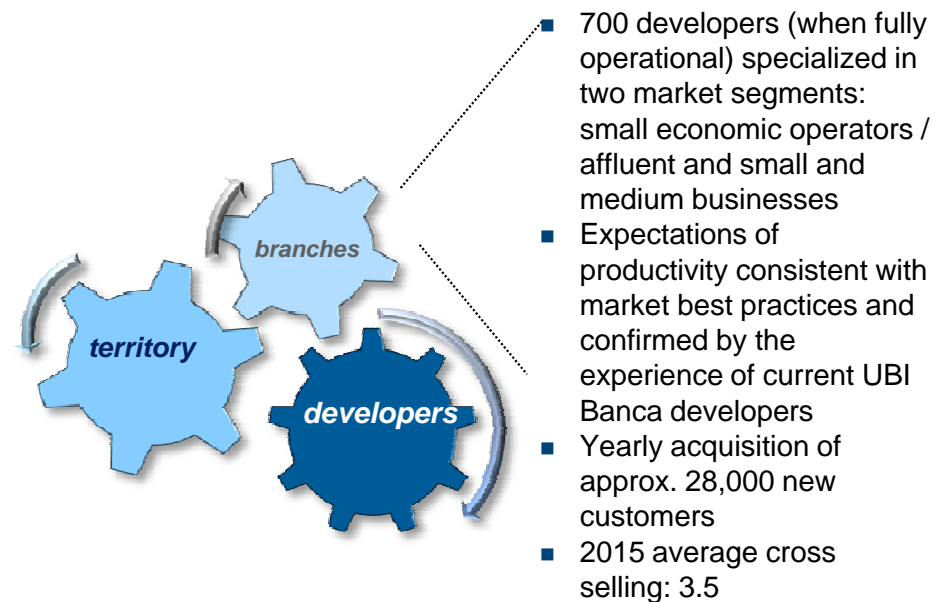 branches
territory
developers
■ 700 developers (when fully
operational) specialized in
two market segments:
small economic operators /
affluent and small and
medium businesses
■ Expectations of
productivity consistent with
market best practices and
confirmed by the
experience of current UBI
Banca developers
■ Yearly acquisition of
approx. 28,000 new
customers
■ 2015 average cross
selling: 3.5